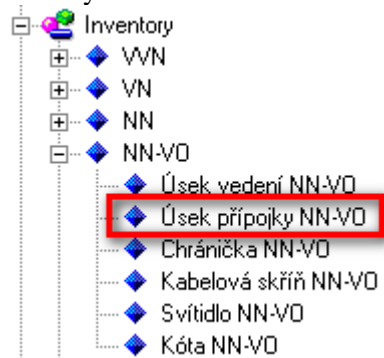 Inventory
VVN
VN
NN
NN-VO
Úsek vedení NN-VO
Úsek přípojky NN-VO
Chránička NN-VO
Kabelová skříň NN-VO
Svítidlo NN-VO
Kóta NN-VO